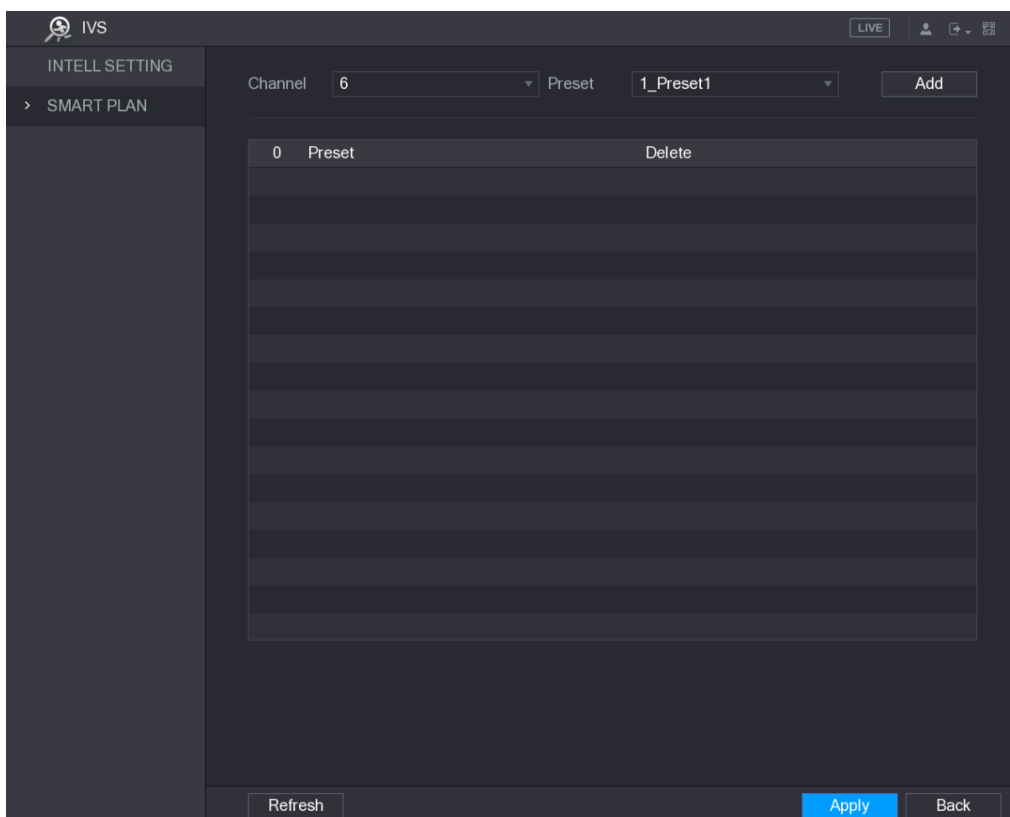 IVS LIVE
INTELL SETTING
SMART PLAN
Channel 6 Preset 1_Preset1 Add
0 Preset Delete
Refresh Apply Back